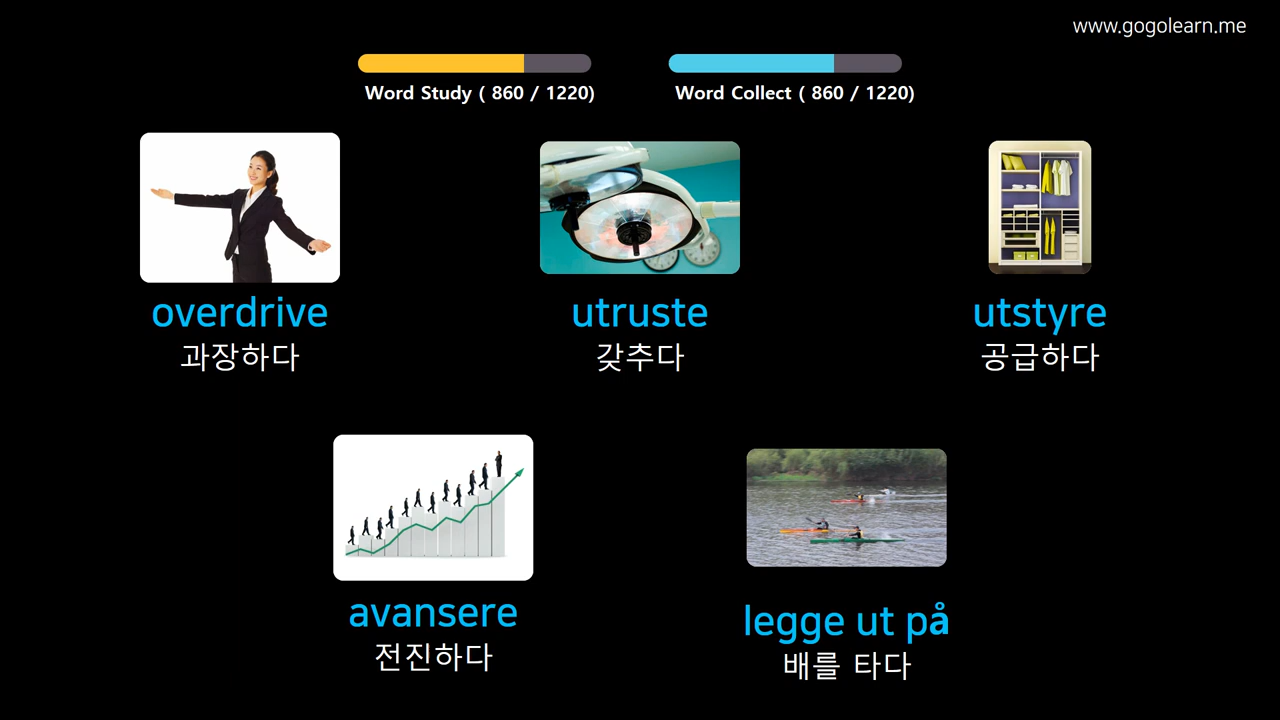 www.gogolearn.me
Word Study ( 860 / 1220)
Word Collect ( 860 / 1220)
overdrive
과장하다
utruste
갖추다
utstyre
공급하다
avansere
전진하다
legge ut på
배를 타다